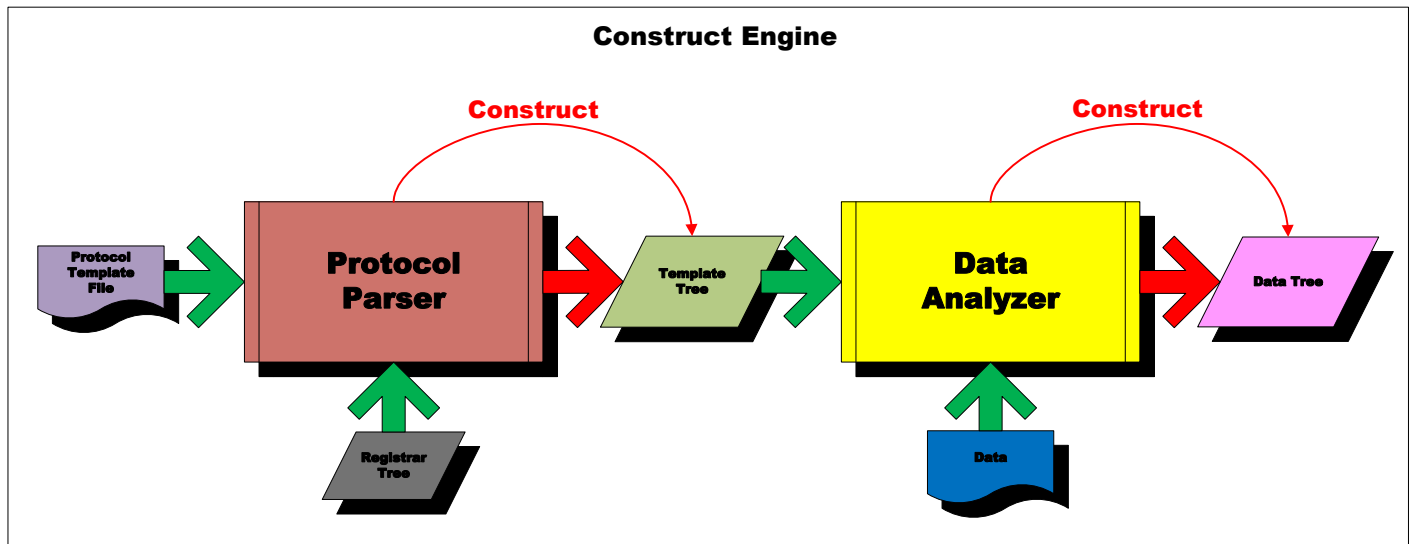 Construct Engine
Construct
Construct
Protocol
Template
File
Protocol
Parser
Template
Tree
Data
Analyzer
Data Tree
Registrar
Tree
Data